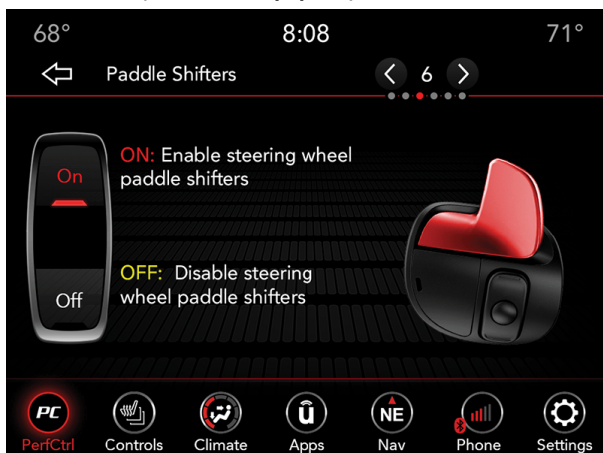 68° 8:08 71°
Paddle Shifters 6
On
ON: Enable steering wheel
paddle shifters
OFF: Disable steering
wheel paddle shifters
Off
PC
û
NE
PerfCtrl Controls Climate Apps Nav Phone Settings